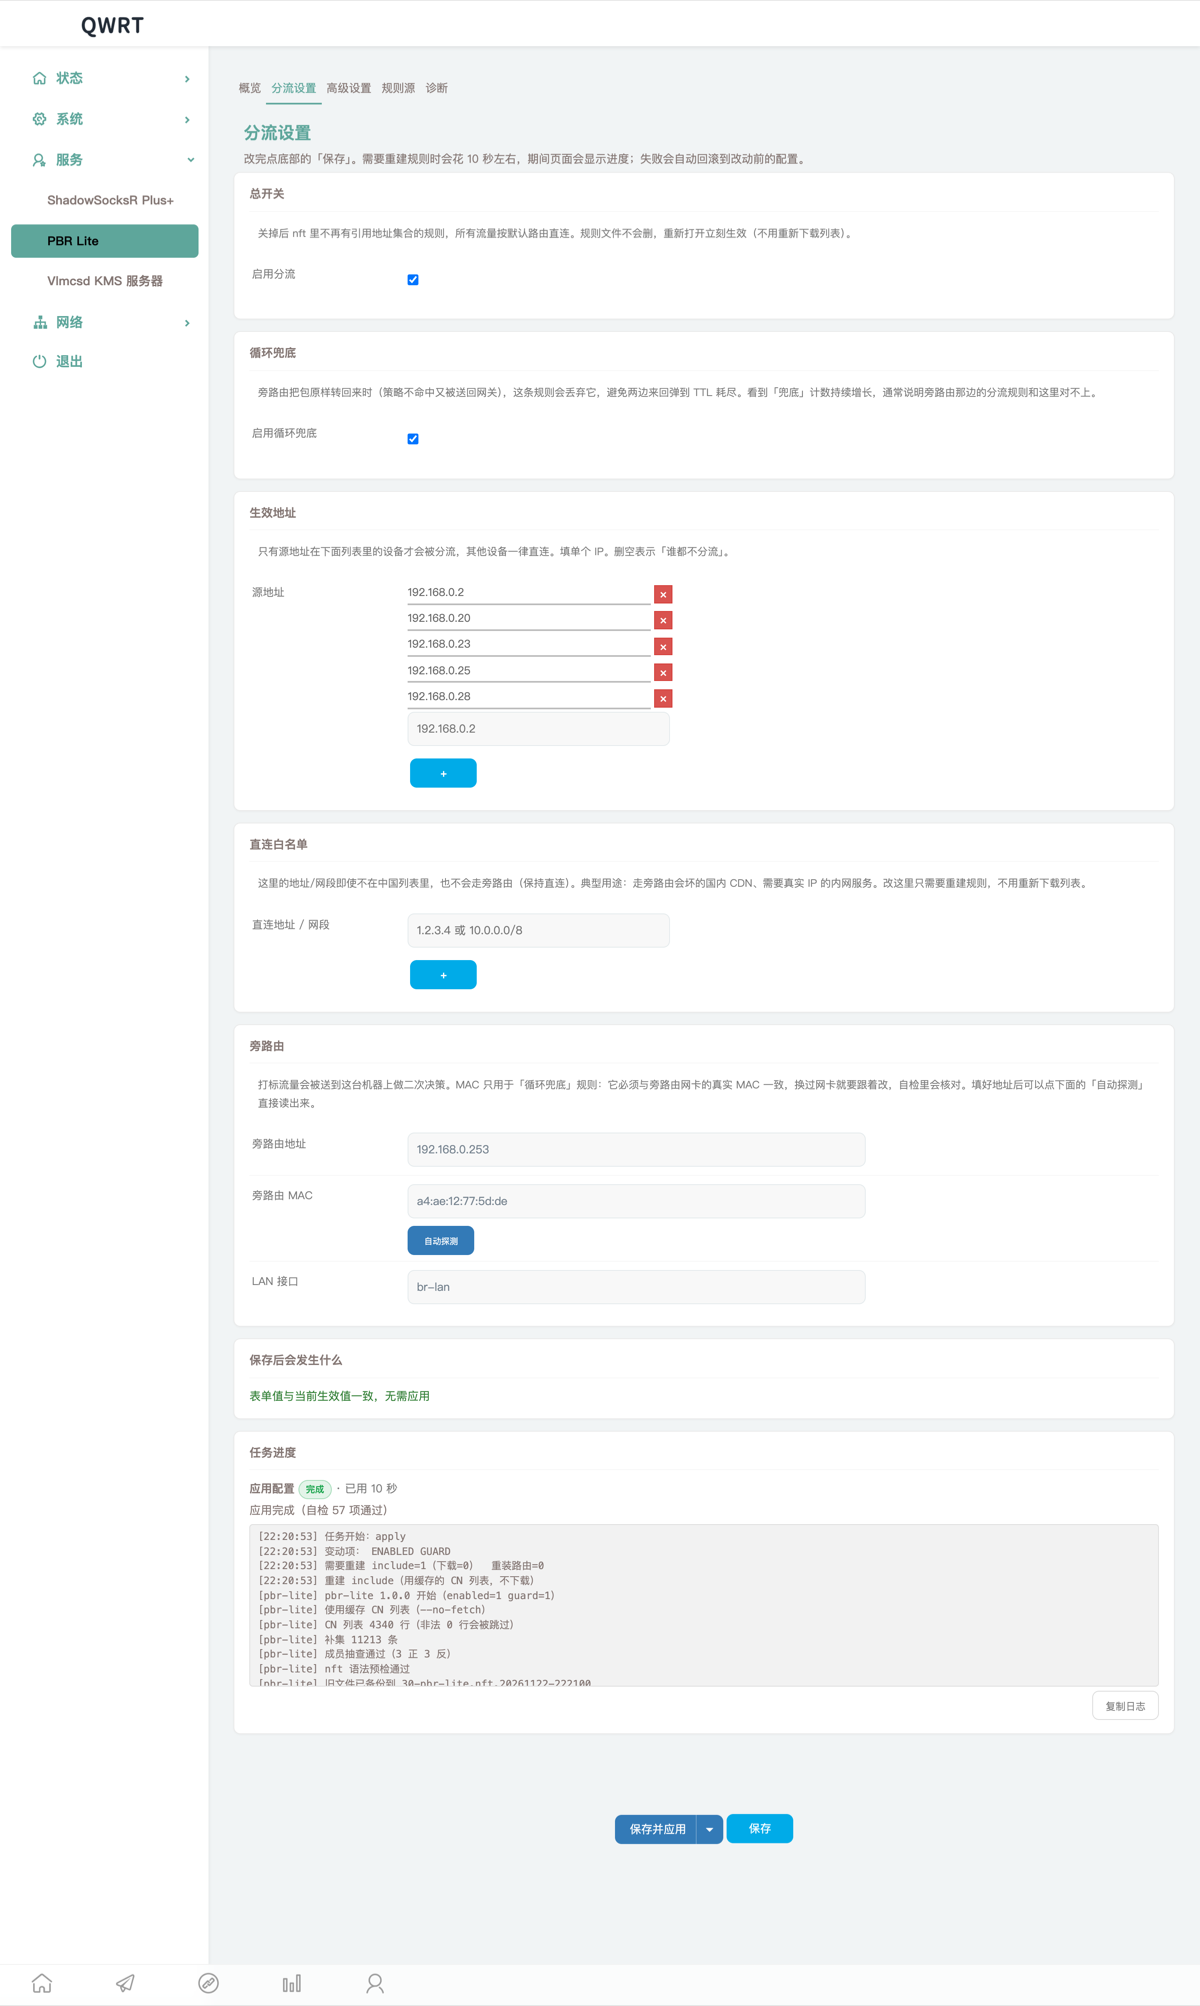 QWRT
状态
系统
服务
ShadowSocksR Plus+
PBR Lite
Vlmcsd KMS 服务器
网络
退出
概览 分流设置 高级设置 规则源 诊断
分流设置
改完点底部的「保存」。需要重建规则时会花 10 秒左右，期间页面会显示进度；失败会自动回滚到改动前的配置。
总开关
关掉后 nft 里不再有引用地址集合的规则，所有流量按默认路由直连。规则文件不会删，重新打开立刻生效（不用重新下载列表）。
启用分流
循环兜底
旁路由把包原样转回来时（策略不命中又被送回网关），这条规则会丢弃它，避免两边来回弹到 TTL 耗尽。看到「兜底」计数持续增长，通常说明旁路由那边的分流规则和这里对不上。
启用循环兜底
生效地址
只有源地址在下面列表里的设备才会被分流，其他设备一律直连。填单个 IP。删空表示「谁都不分流」。
源地址
192.168.0.2 ×
192.168.0.20 ×
192.168.0.23 ×
192.168.0.25 ×
192.168.0.28 ×
192.168.0.2
+
直连白名单
这里的地址/网段即使不在中国列表里，也不会走旁路由（保持直连）。典型用途：走旁路由会坏的国内 CDN、需要真实 IP 的内网服务。改这里只需要重建规则，不用重新下载列表。
直连地址 / 网段
1.2.3.4 或 10.0.0.0/8
+
旁路由
打标流量会被送到这台机器上做二次决策。MAC 只用于「循环兜底」规则：它必须与旁路由网卡的真实 MAC 一致，换过网卡就要跟着改，自检里会核对。填好地址后可以点下面的「自动探测」
直接读出来。
旁路由地址
192.168.0.253
旁路由 MAC
a4:ae:12:77:5d:de
自动探测
LAN 接口
br-lan
保存后会发生什么
表单值与当前生效值一致，无需应用
任务进度
应用配置 完成 · 已用 10 秒
应用完成（自检 57 项通过）
[22:20:53] 任务开始：apply
[22:20:53] 变动项： ENABLED GUARD
[22:20:53] 需要重建 include=1（下载=0） 重装路由=0
[22:20:53] 重建 include（用缓存的 CN 列表，不下载）
[pbr-lite] pbr-lite 1.0.0 开始（enabled=1 guard=1）
[pbr-lite] 使用缓存 CN 列表（--no-fetch）
[pbr-lite] CN 列表 4340 行（非法 0 行会被跳过）
[pbr-lite] 补集 11213 条
[pbr-lite] 成员抽查通过（3 正 3 反）
[pbr-lite] nft 语法预检通过
[pbr-lite] 旧文件已备份到 30-pbr-lite.nft.20261122-222100
复制日志
保存并应用
保存